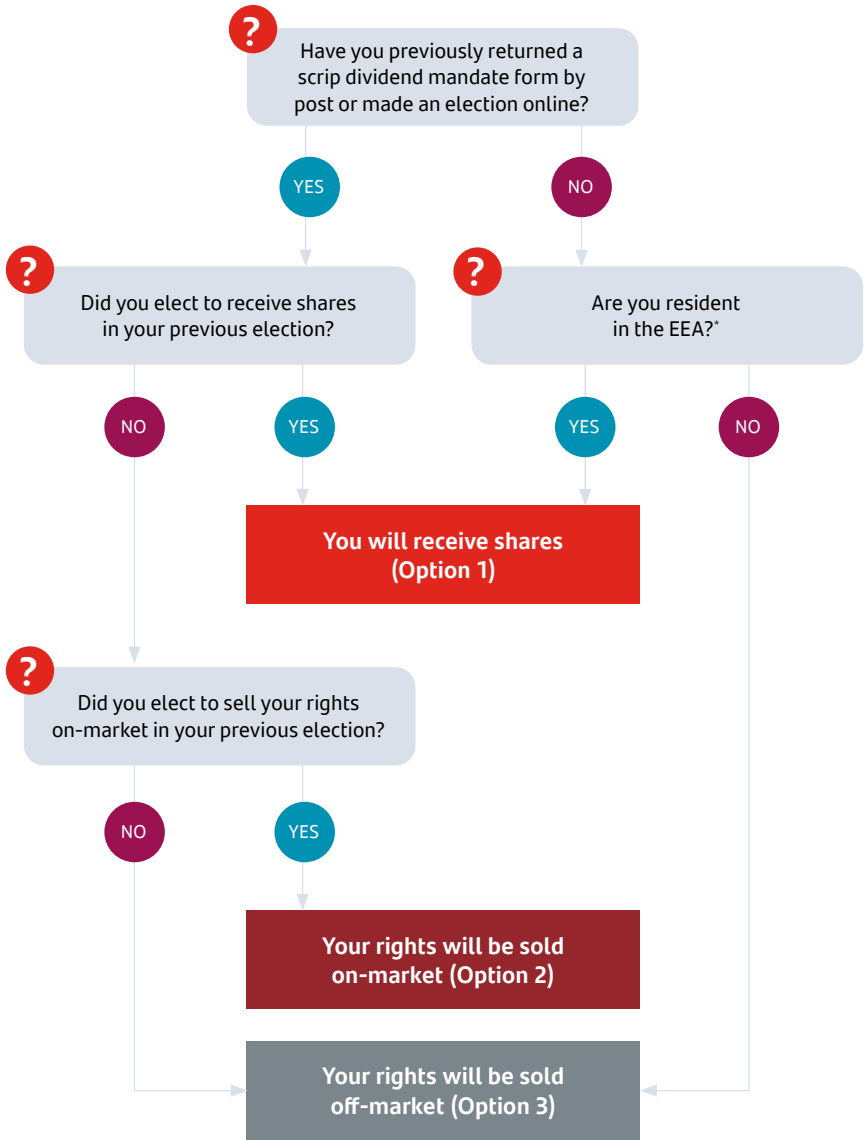 ?
Have you previously returned a
scrip dividend mandate form by
post or made an election online?
YES
NO
?
Did you elect to receive shares
in your previous election?
?
Are you resident
in the EEA?*
NO
YES
YES
NO
You will receive shares
(Option 1)
?
Did you elect to sell your rights
on-market in your previous election?
NO
YES
Your rights will be sold
on-market (Option 2)
Your rights will be sold
off-market (Option 3)